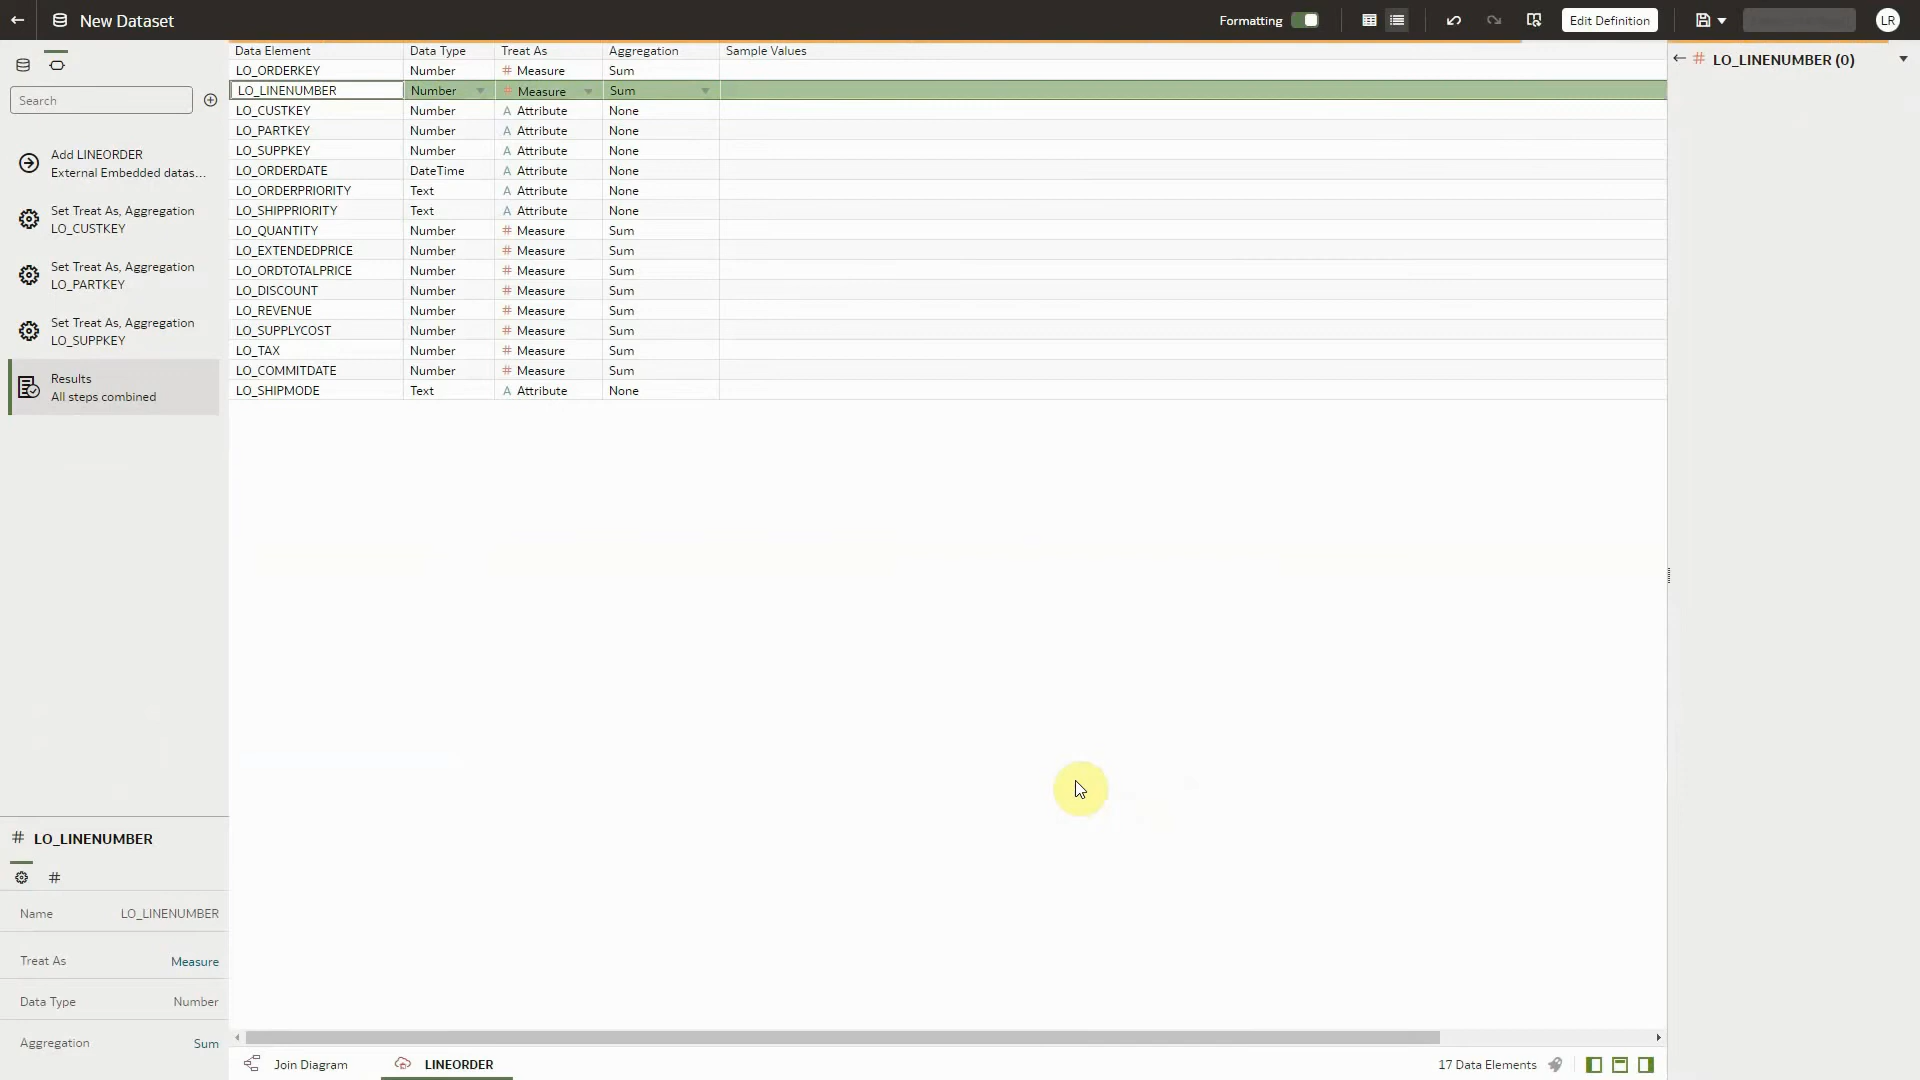 New Dataset
Formatting
Edit Definition
LR
Search
Add LINEORDER
External Embedded datas...
Set Treat As, Aggregation
LO_CUSTKEY
Set Treat As, Aggregation
LO_PARTKEY
Set Treat As, Aggregation
LO_SUPPKEY
Results
All steps combined
Data Element Data Type Treat As Aggregation Sample Values
LO_ORDERKEY Number # Measure Sum
LO_LINENUMBER Number # Measure Sum
LO_CUSTKEY Number A Attribute None
LO_PARTKEY Number A Attribute None
LO_SUPPKEY Number A Attribute None
LO_ORDERDATE DateTime A Attribute None
LO_ORDERPRIORITY Text A Attribute None
LO_SHIPPRIORITY Text A Attribute None
LO_QUANTITY Number # Measure Sum
LO_EXTENDEDPRICE Number # Measure Sum
LO_ORDTOTALPRICE Number # Measure Sum
LO_DISCOUNT Number # Measure Sum
LO_REVENUE Number # Measure Sum
LO_SUPPLYCOST Number # Measure Sum
LO_TAX Number # Measure Sum
LO_COMMITDATE Number # Measure Sum
LO_SHIPMODE Text A Attribute None
# LO_LINENUMBER (0)
# LO_LINENUMBER
#
Name LO_LINENUMBER
Treat As Measure
Data Type Number
Aggregation Sum
Join Diagram LINEORDER
17 Data Elements